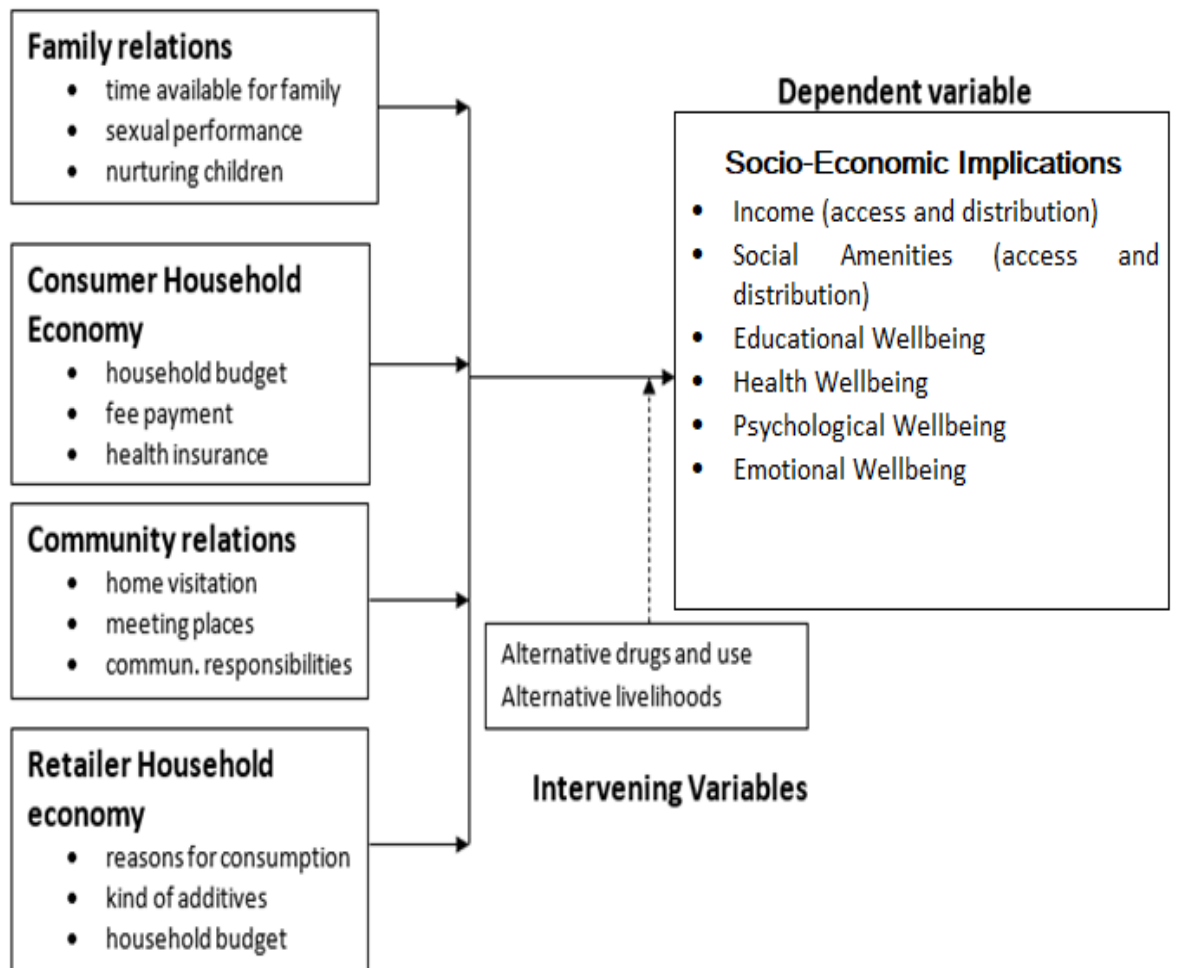 Family relations
• time available for family
• sexual performance
• nurturing children
Consumer Household
Economy
• household budget
• fee payment
• health insurance
Community relations
• home visitation
• meeting places
• commun. responsibilities
Retailer Household
economy
• reasons for consumption
• kind of additives
• household budget
Dependent variable
Socio-Economic Implications
• Income (access and distribution)
• Social Amenities (access and
distribution)
• Educational Wellbeing
• Health Wellbeing
• Psychological Wellbeing
• Emotional Wellbeing
Alternative drugs and use
Alternative livelihoods
Intervening Variables